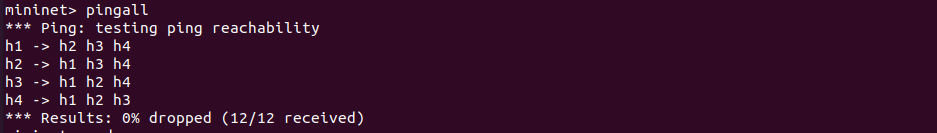 mininet> pingall
*** Ping: testing ping reachability
h1 -> h2 h3 h4
h2 -> h1 h3 h4
h3 -> h1 h2 h4
h4 -> h1 h2 h3
*** Results: 0% dropped (12/12 received)